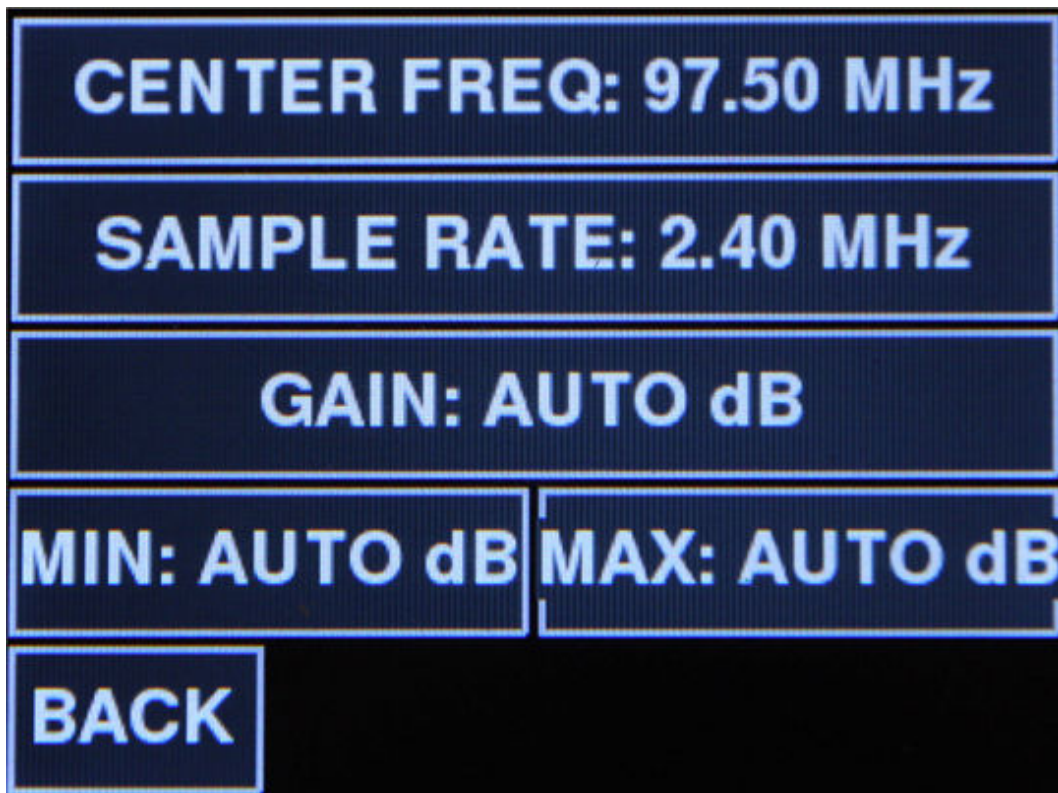 CENTER FREQ: 97.50 MHz
SAMPLE RATE: 2.40 MHz
GAIN: AUTO dB
MIN: AUTO dB MAX: AUTO dB
BACK